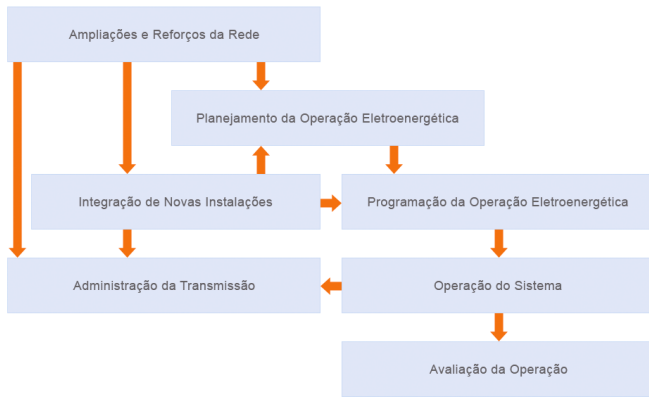 Ampliações e Reforços da Rede
Planejamento da Operação Eletroenergética
Integração de Novas Instalações
Programação da Operação Eletroenergética
Administração da Transmissão
Operação do Sistema
Avaliação da Operação